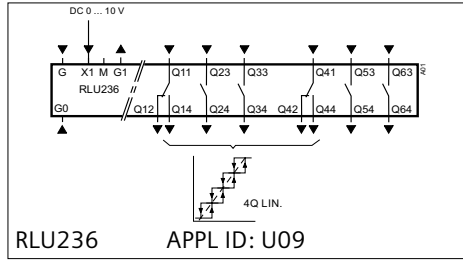 DC 0 ... 10 V
G X1 M G1 Q11 Q23 Q33 Q41 Q53 Q63
A01
RLU236
G0 Q12 Q14 Q24 Q34 Q42 Q44 Q54 Q64
4Q LIN.
RLU236 APPL ID: U09